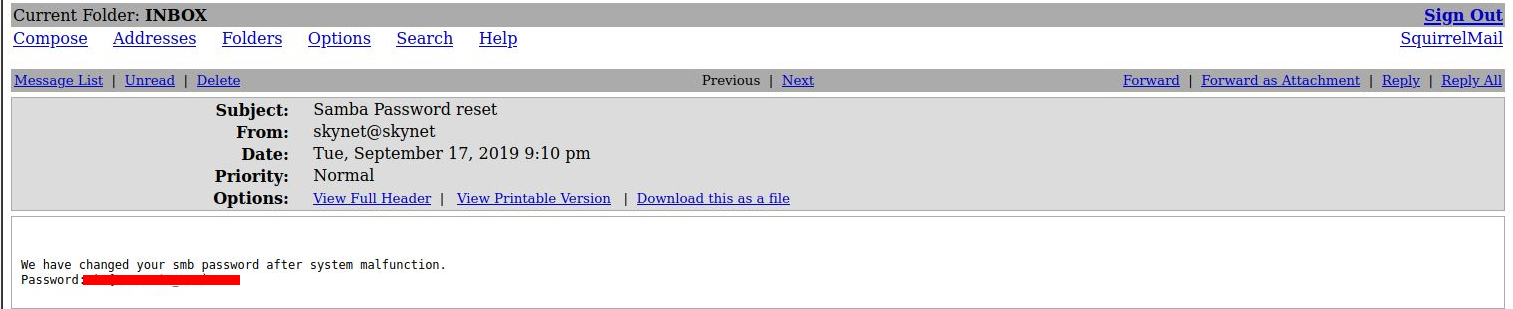 Current Folder: INBOX Sign Out
Compose Addresses Folders Options Search Help SquirrelMail
Message List | Unread | Delete Previous | Next Forward | Forward as Attachment | Reply | Reply All
Subject: Samba Password reset
From: skynet@skynet
Date: Tue, September 17, 2019 9:10 pm
Priority: Normal
Options: View Full Header | View Printable Version | Download this as a file
We have changed your smb password after system malfunction.
Password: